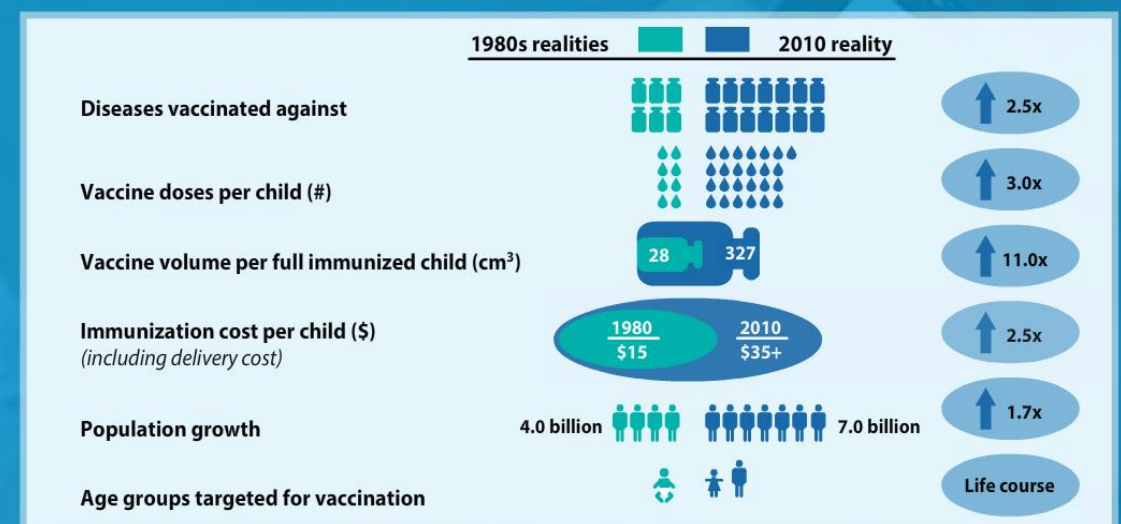 1980s realities 2010 reality
Diseases vaccinated against 2.5x
Vaccine doses per child (#) 3.0x
Vaccine volume per full immunized child (cm³) 28 327 11.0x
Immunization cost per child ($) 1980 2010 2.5x
(including delivery cost) $15 $35+
Population growth 4.0 billion 7.0 billion 1.7x
Age groups targeted for vaccination Life course